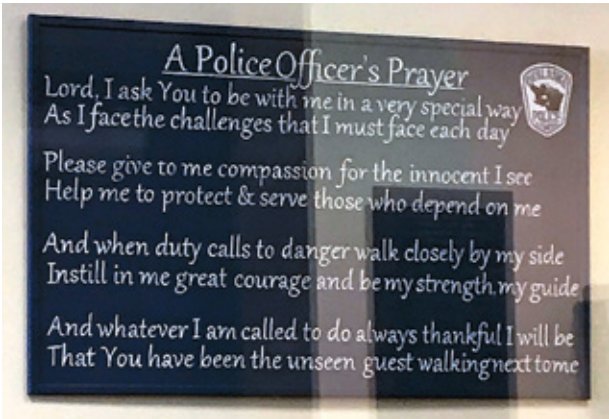 A Police Officer's Prayer
Lord, I ask You to be with me in a very special way
As I face the challenges that I must face each day
Please give to me compassion for the innocent I see
Help me to protect & serve those who depend on me
And when duty calls to danger walk closely by my side
Instill in me great courage and be my strength, my guide
And whatever I am called to do always thankful I will be
That You have been the unseen guest walking next to me
POLICE